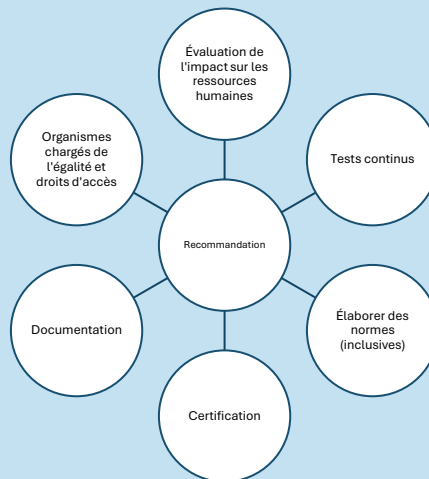 Évaluation de
l'impact sur les
ressources
humaines
Organismes
chargés de
l'égalité et
droits d'accès
Tests continus
Recommandation
Documentation
Élaborer des
normes
(inclusives)
Certification